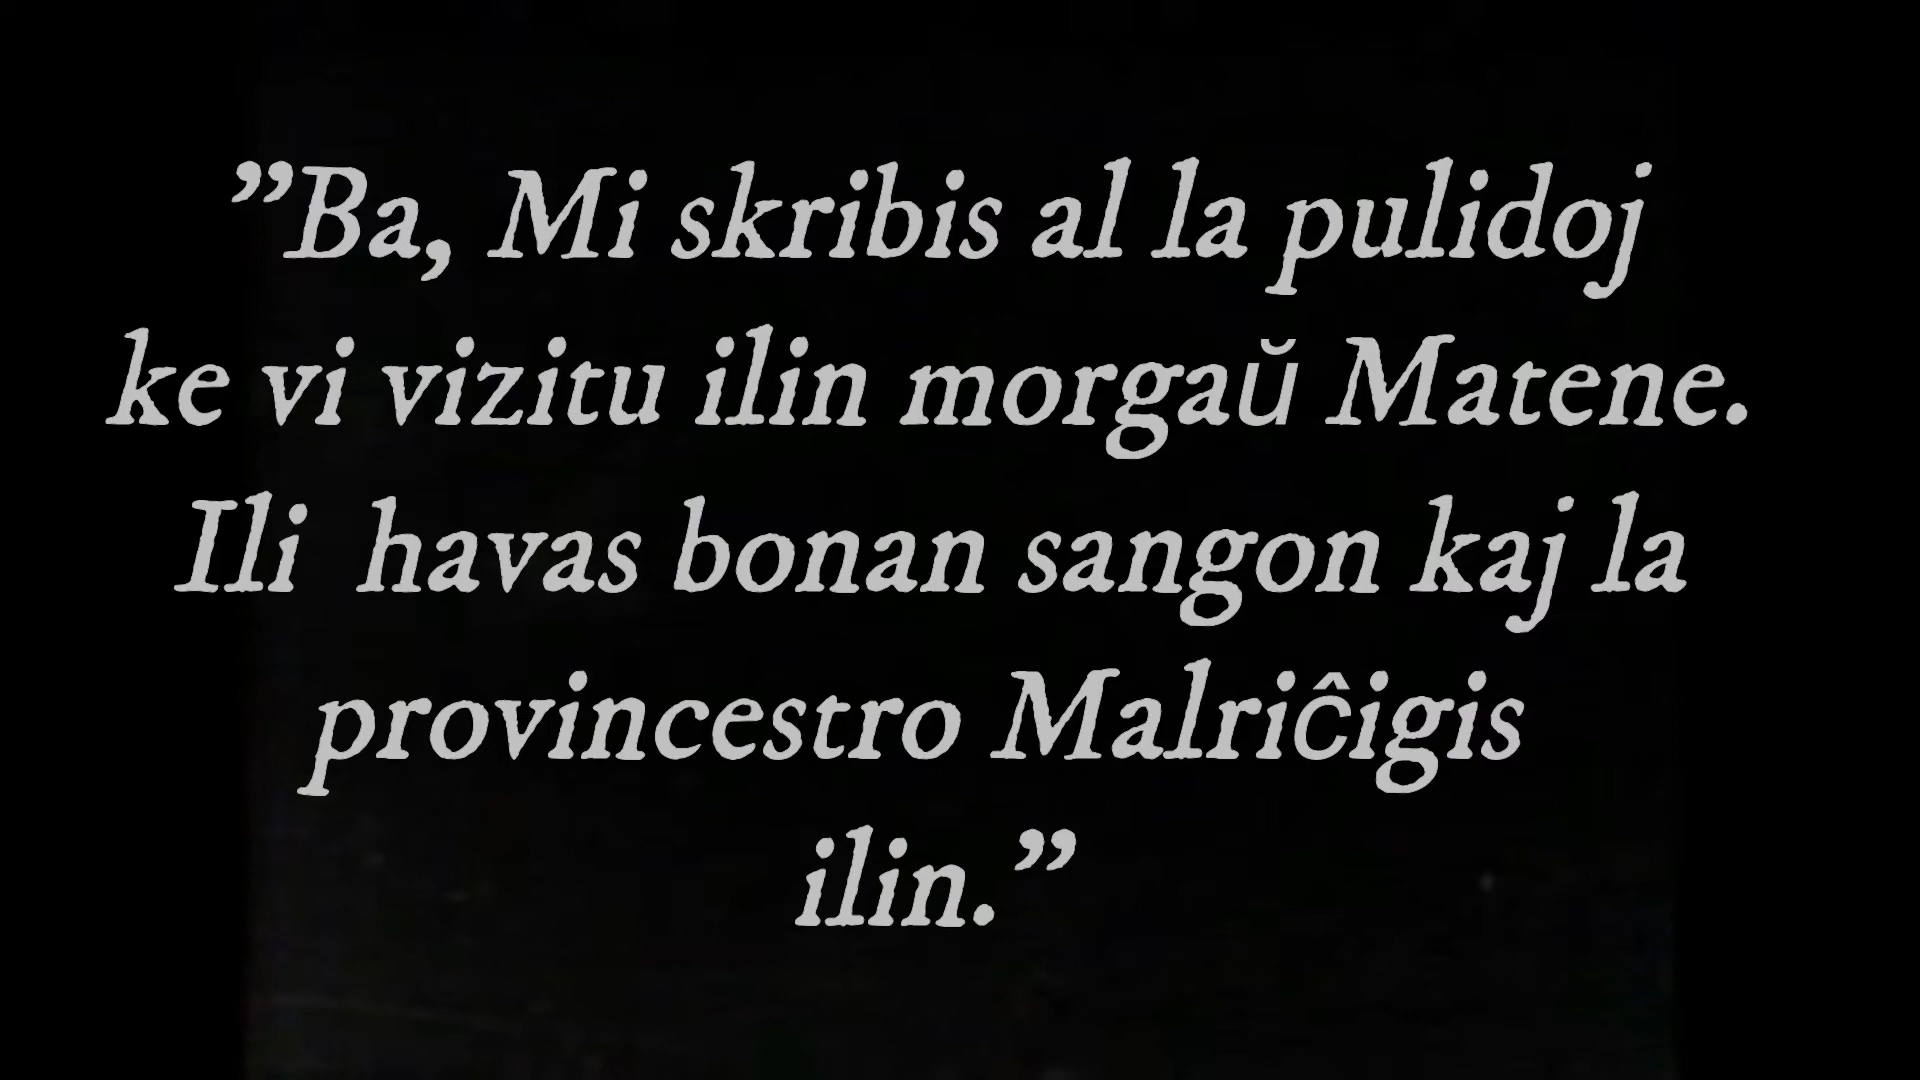 ”Ba, Mi skribis al la pulidoj
ke vi vizitu ilin morgaŭ Matene.
Ili havas bonan sangon kaj la
provincestro Malriĉigis
ilin.”